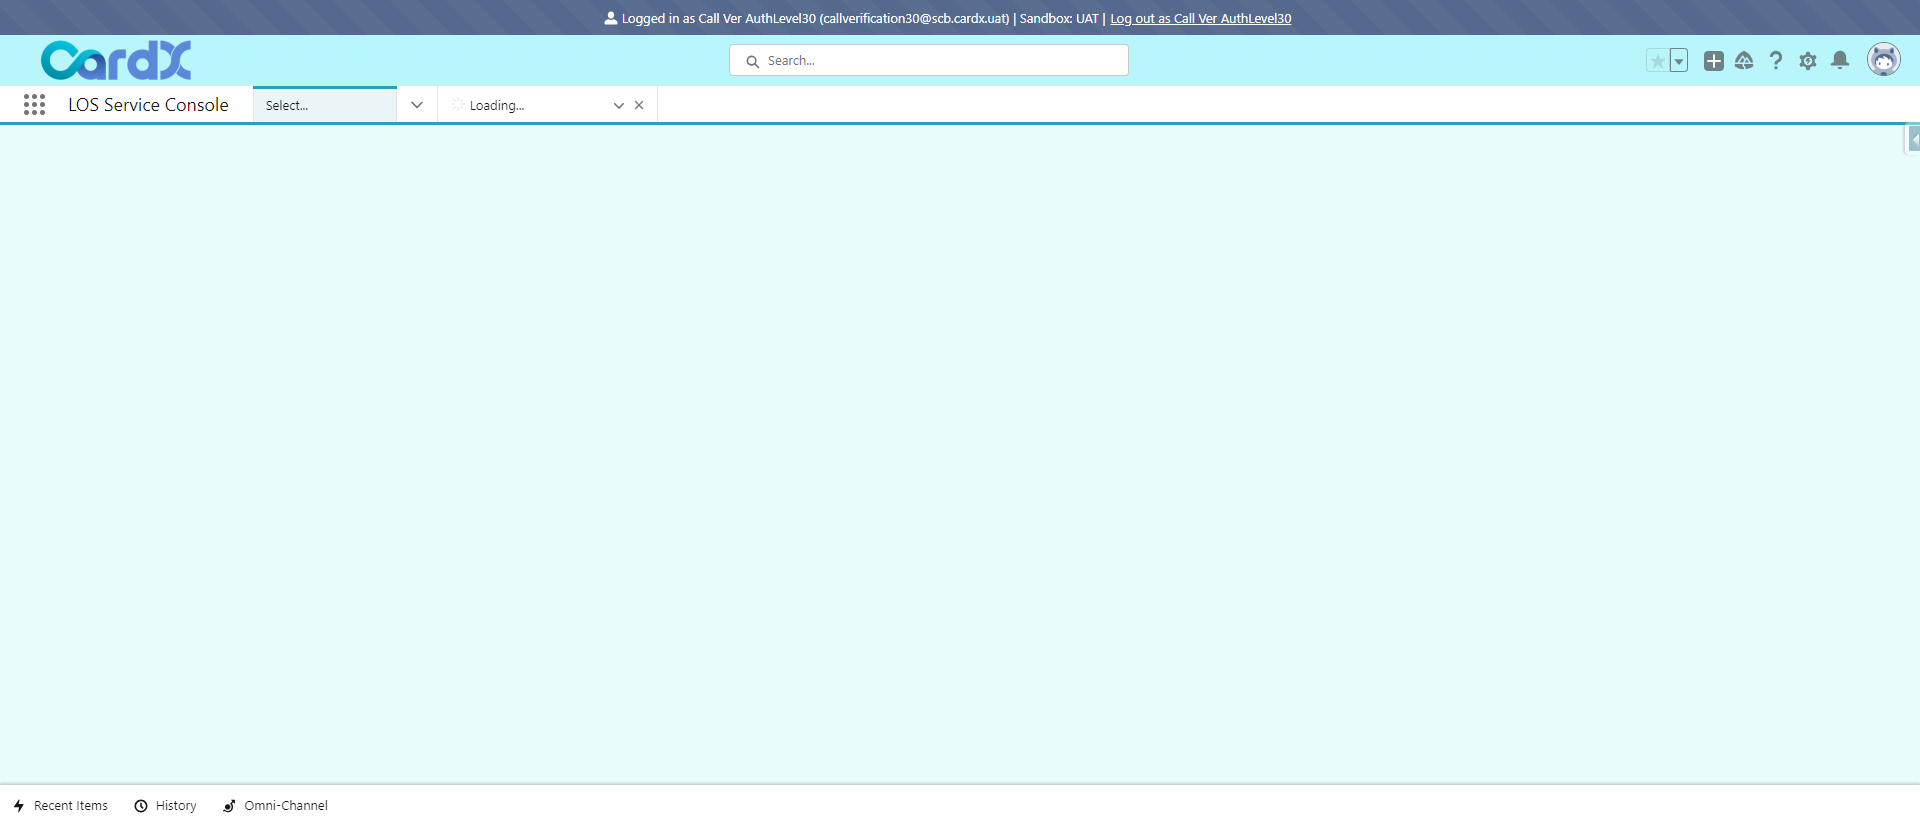 Logged in as Call Ver AuthLevel30 (callverification30@scb.cardx.uat) | Sandbox: UAT | Log out as Call Ver AuthLevel30
CardX
Search...
LOS Service Console
Select...
Loading...
Recent Items
History
Omni-Channel